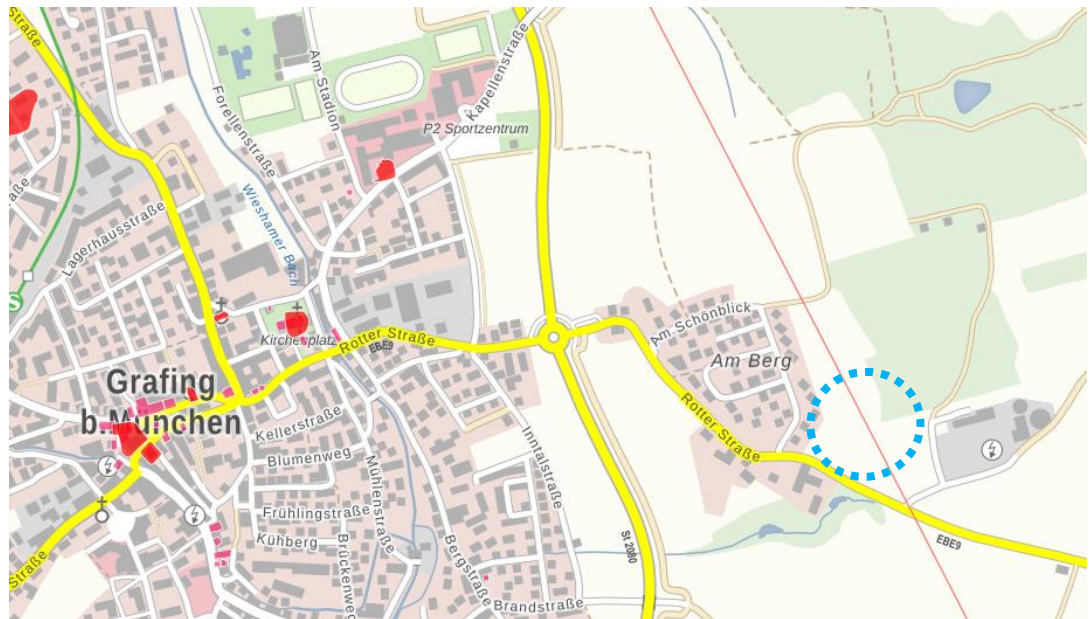 Straße
Am Stadion
Forellenstraße
Kapellenstraße
P2 Sportzentrum
Wieshamer Bach
Lagerhausstraße
aße
S
Kirchenplatz
Rotter Straße
EBE9
Am Schönblick
Am Berg
Grafing
b. München
Rotter Straße
Kellerstraße
Blumenweg
Mühlenstraße
Inntalstraße
Frühlingstraße
Kühberg
Brückenweg
Bergstraße
Brandstraße
Straße
St 2080
EBE9